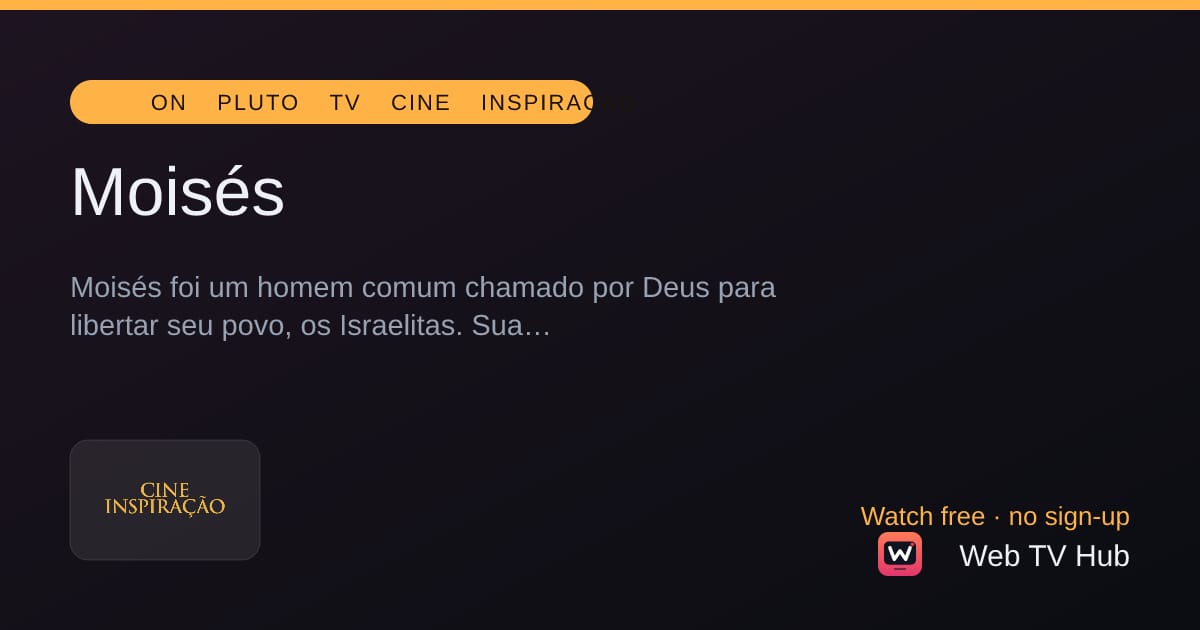 ON PLUTO TV CINE INSPIRAÇ
Moisés
Moisés foi um homem comum chamado por Deus para
libertar seu povo, os Israelitas. Sua…
CINE
INSPIRAÇÃO
Watch free · no sign-up
Web TV Hub